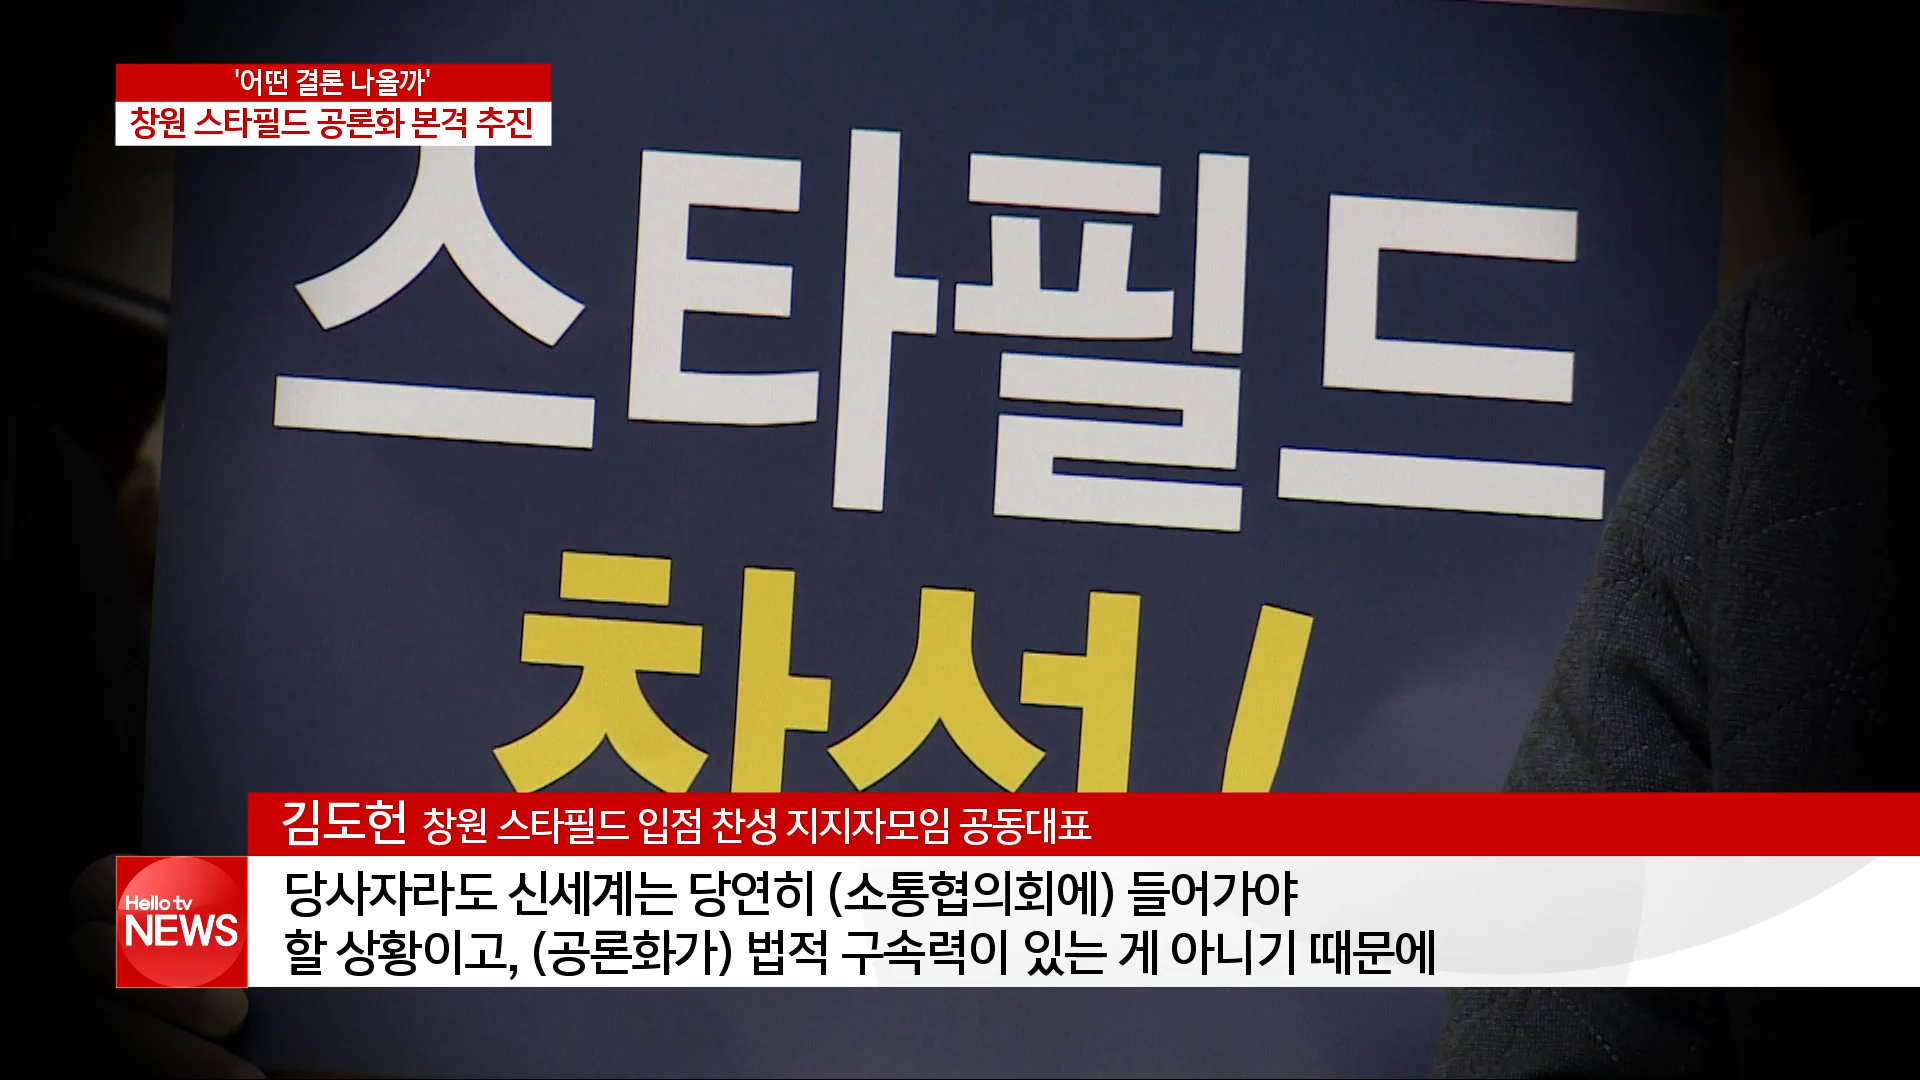 '어떤 결론 나올까'
창원 스타필드 공론화 본격 추진
스타필드
찬성!
김도헌 창원 스타필드 입점 찬성 지지자모임 공동대표
Hello tv
NEWS
당사자라도 신세계는 당연히 (소통협의회에) 들어가야
할 상황이고, (공론화가) 법적 구속력이 있는 게 아니기 때문에